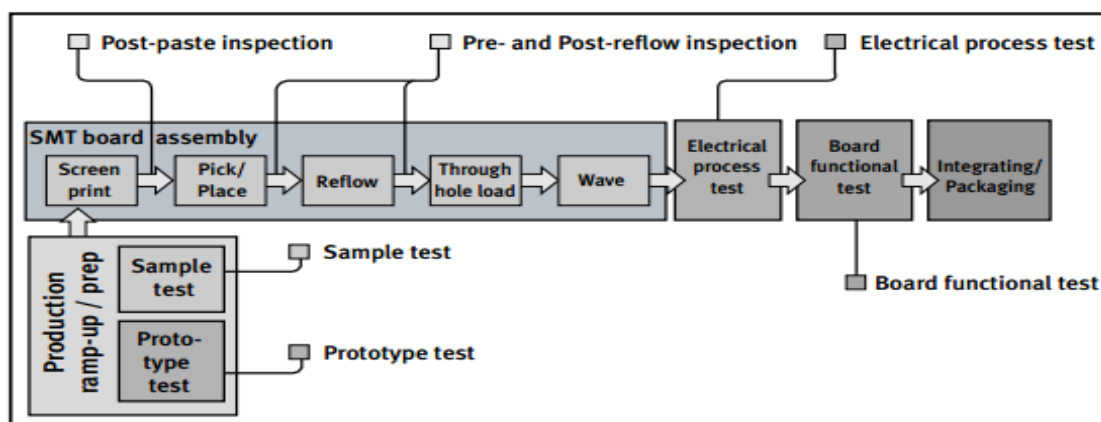 Post-paste inspection
Pre- and Post-reflow inspection
Electrical process test
SMT board assembly
Screen
print
Pick/
Place
Reflow
Through
hole load
Wave
Electrical
process
test
Board
functional
test
Integrating/
Packaging
Production
ramp-up / prep
Sample
test
Sample test
Board functional test
Proto-
type
test
Prototype test